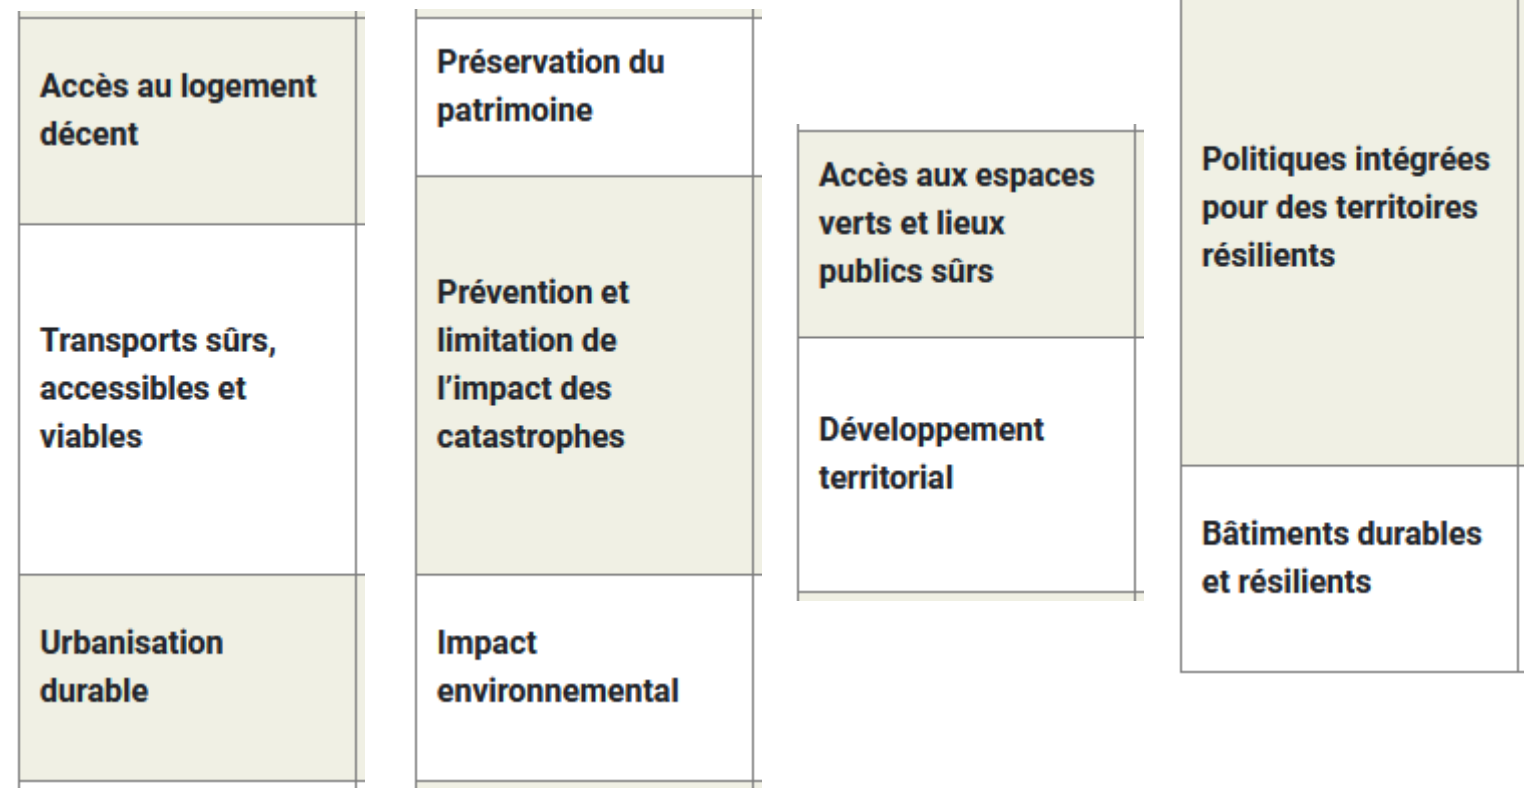 Accès au logement
décent
Transports sûrs,
accessibles et
viables
Urbanisation
durable
Préservation du
patrimoine
Prévention et
limitation de
l’impact des
catastrophes
Impact
environnemental
Accès aux espaces
verts et lieux
publics sûrs
Développement
territorial
Politiques intégrées
pour des territoires
résilients
Bâtiments durables
et résilients